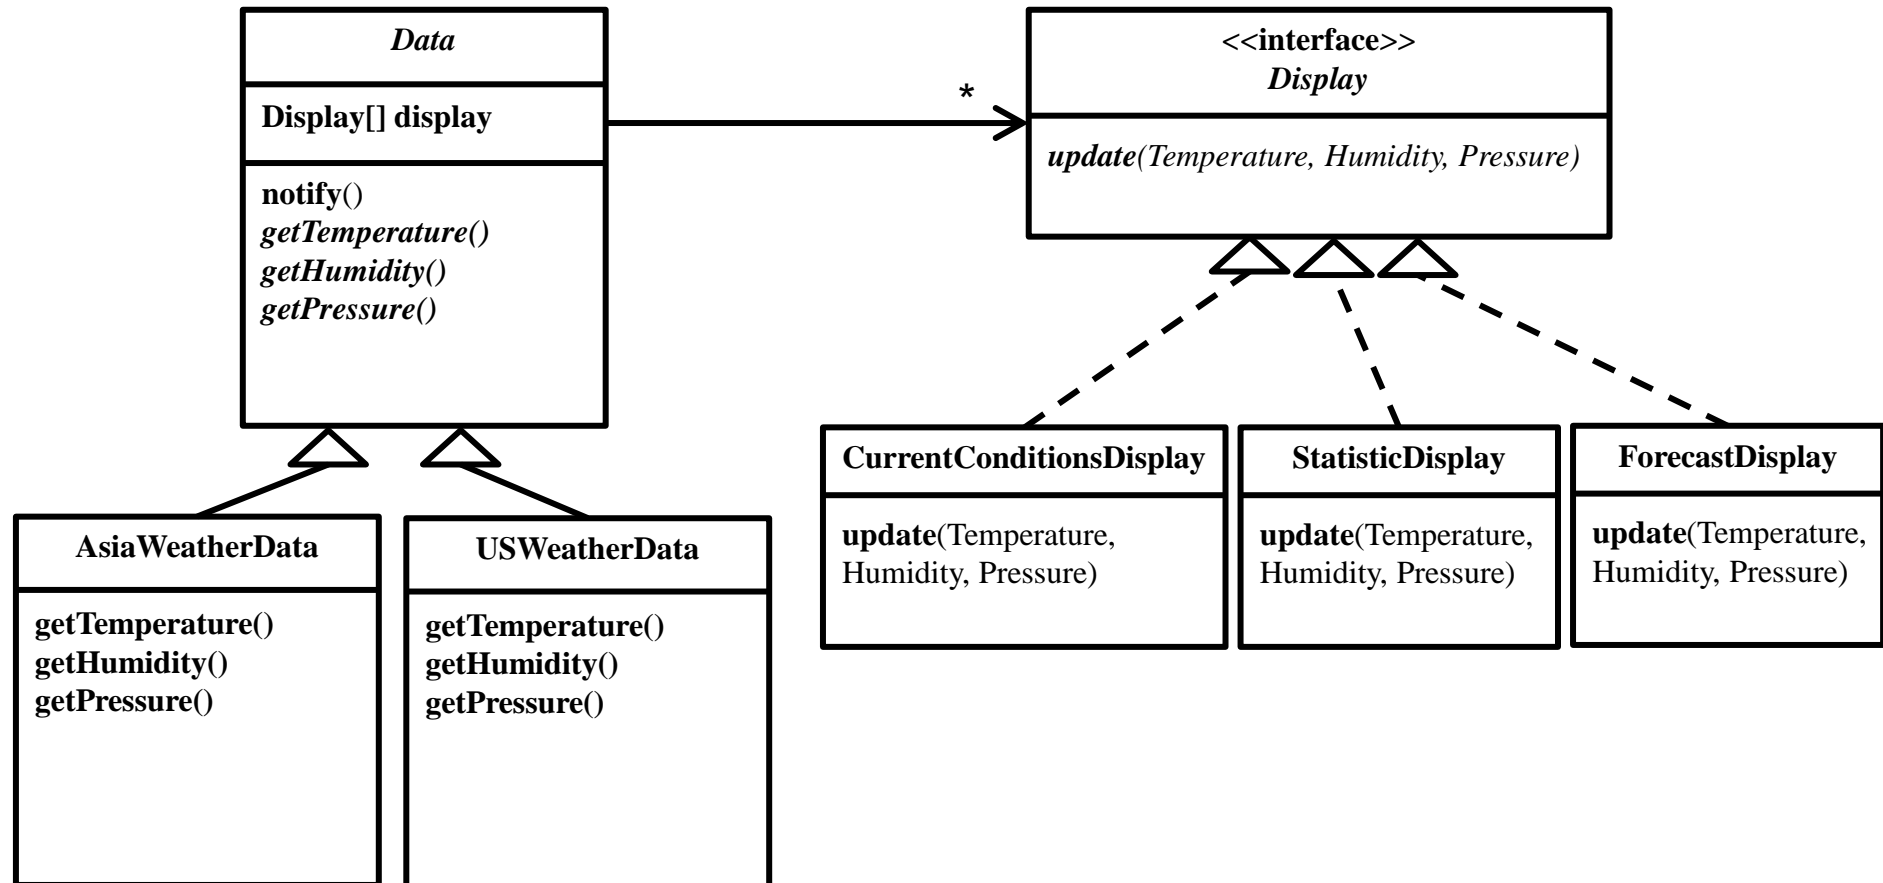 Data
Display[] display
notify()
getTemperature()
getHumidity()
getPressure()
*
<<interface>>
Display
update(Temperature, Humidity, Pressure)
AsiaWeatherData
getTemperature()
getHumidity()
getPressure()
USWeatherData
getTemperature()
getHumidity()
getPressure()
CurrentConditionsDisplay
update(Temperature,
Humidity, Pressure)
StatisticDisplay
update(Temperature,
Humidity, Pressure)
ForecastDisplay
update(Temperature,
Humidity, Pressure)